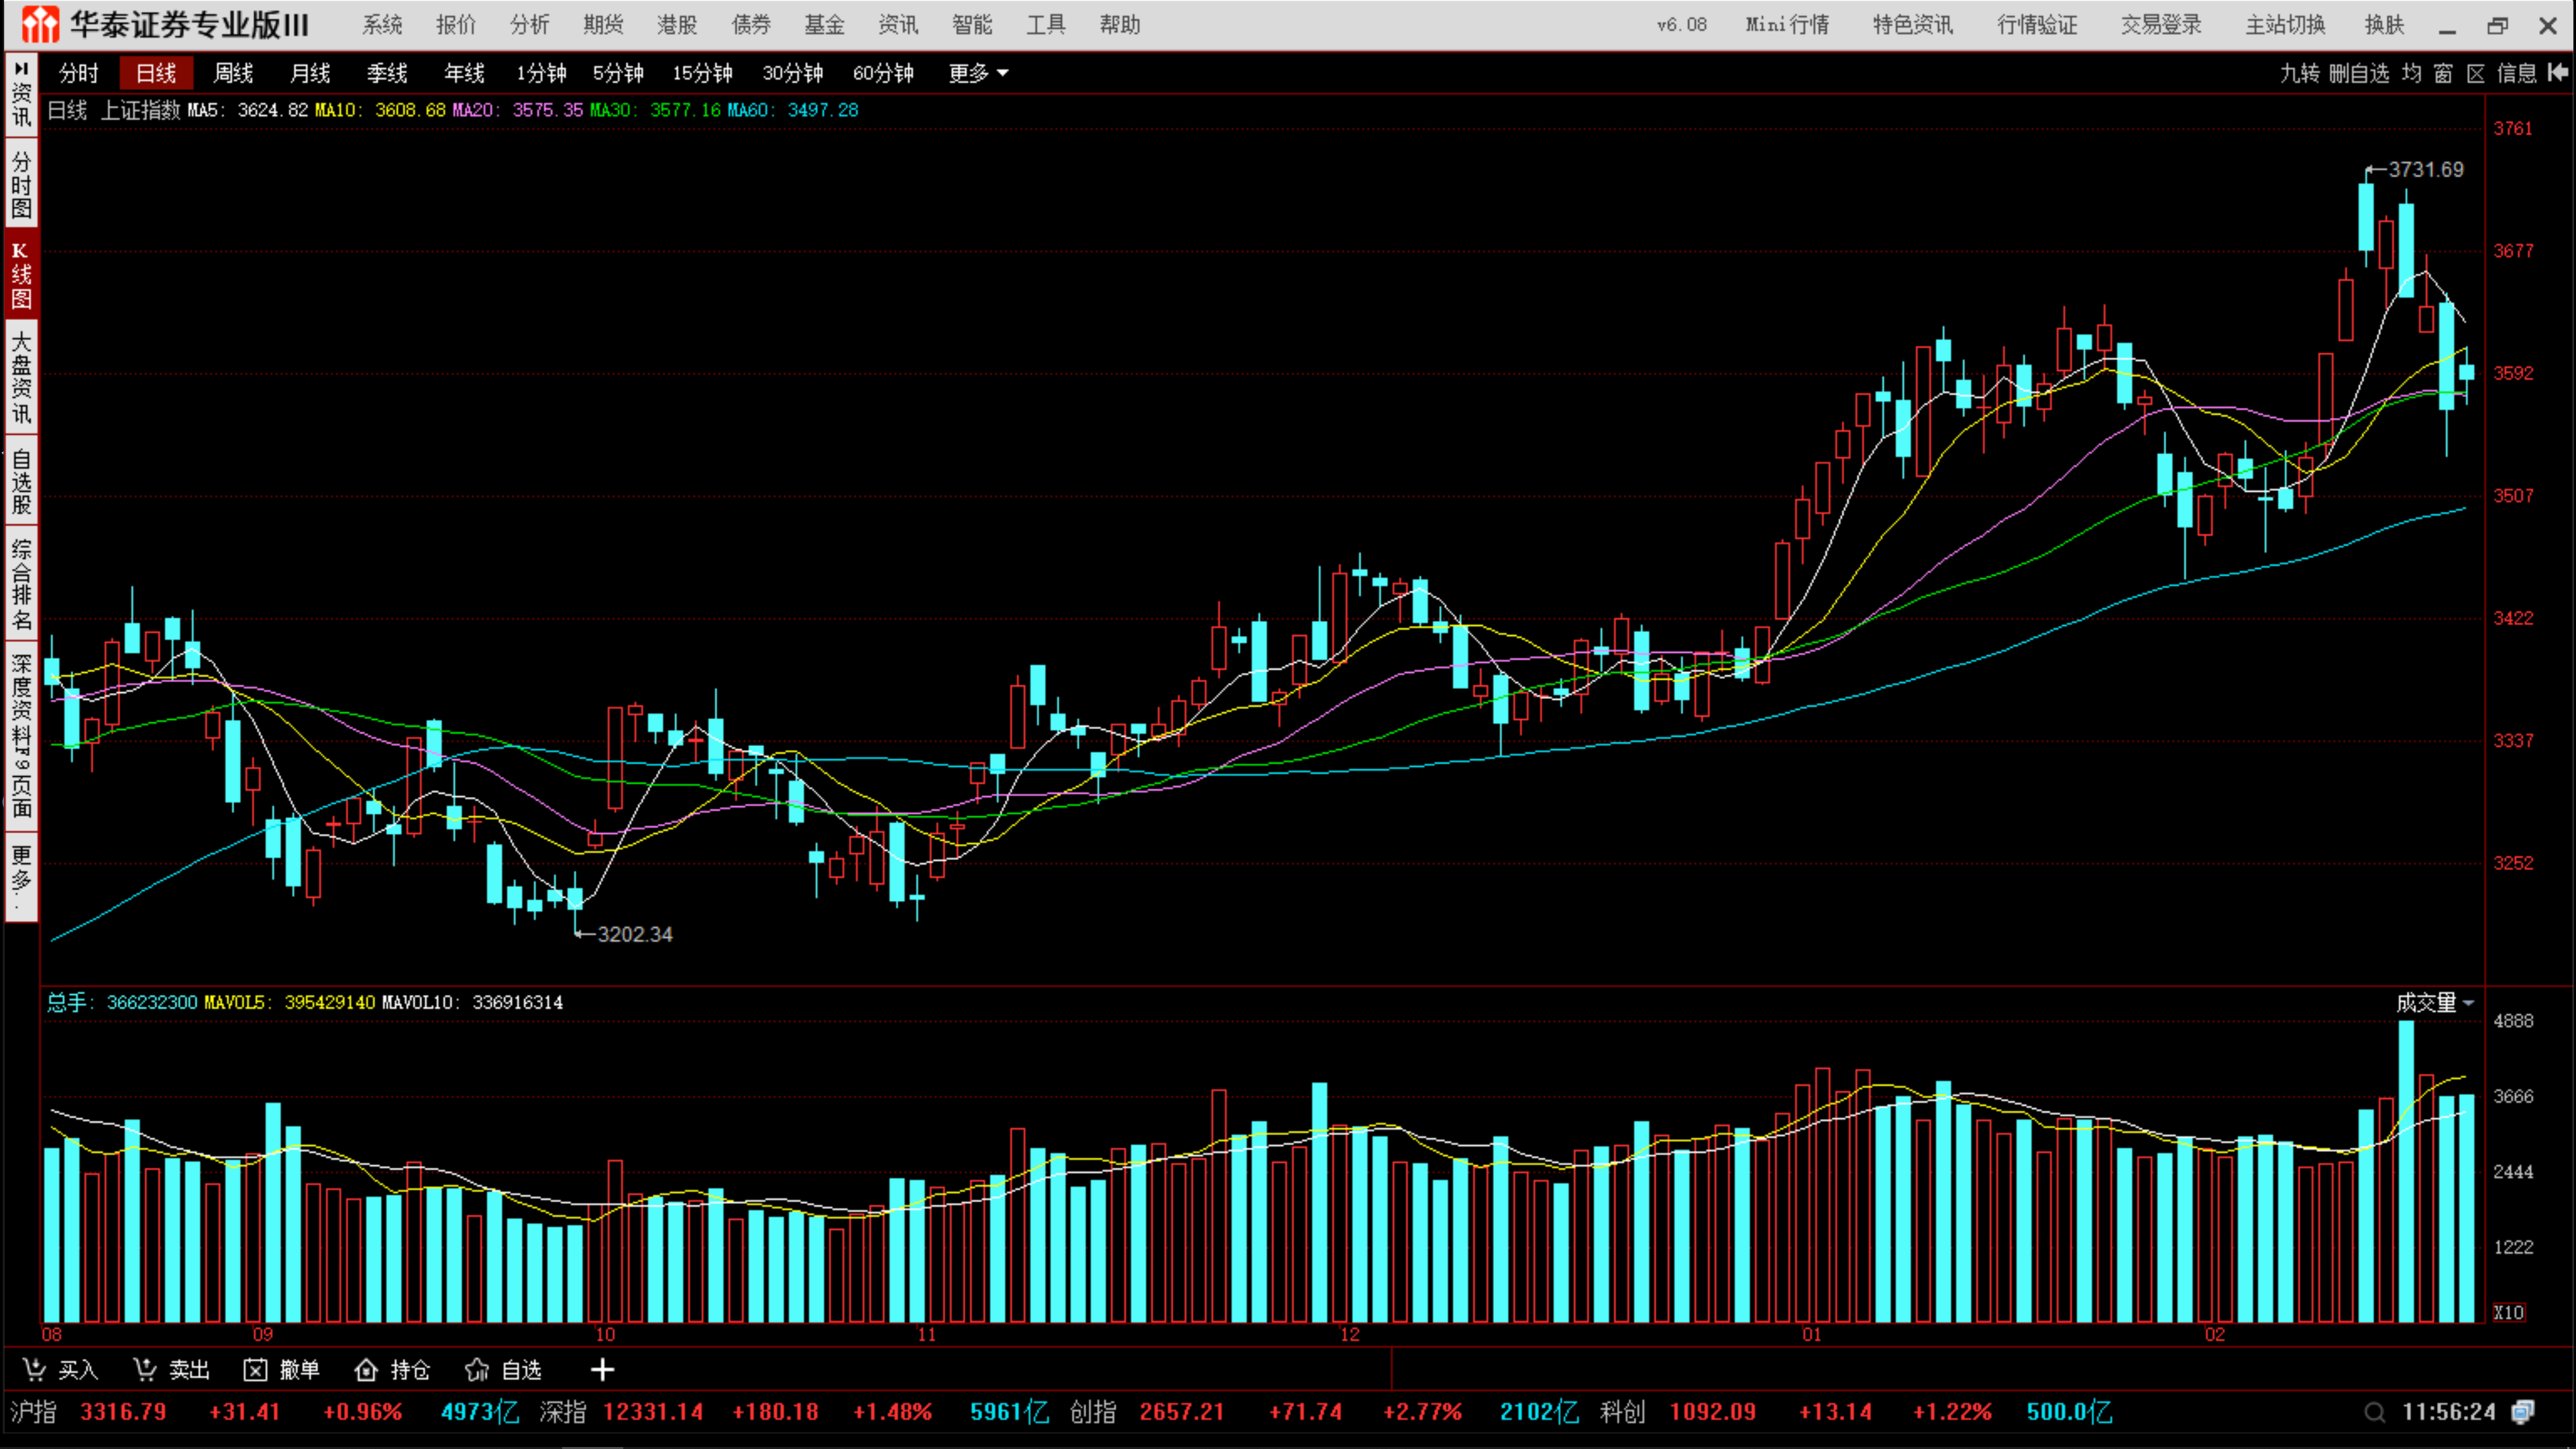 华泰证券专业版III 系统 报价 分析 期货 港股 债券 基金 资讯 智能 工具 帮助 v6.08 Mini行情 特色资讯 行情验证 交易登录 主站切换 换肤
分时 日线 周线 月线 季线 年线 1分钟 5分钟 15分钟 30分钟 60分钟 更多 九转 删自选 均 窗 区 信息
日线 上证指数 MA5: 3624.82 MA10: 3608.68 MA20: 3575.35 MA30: 3577.16 MA60: 3497.28
资讯
分时图
K线图
大盘资讯
自选股
综合排名
深度资料F9页面
更多..
3761
3731.69
3677
3592
3507
3422
3337
3252
3202.34
总手: 366232300 MAVOL5: 395429140 MAVOL10: 336916314 成交量
4888
3666
2444
1222
X10
08 09 10 11 12 01 02
买入 卖出 撤单 持仓 自选
沪指 3316.79 +31.41 +0.96% 4973亿 深指 12331.14 +180.18 +1.48% 5961亿 创指 2657.21 +71.74 +2.77% 2102亿 科创 1092.09 +13.14 +1.22% 500.0亿 11:56:24